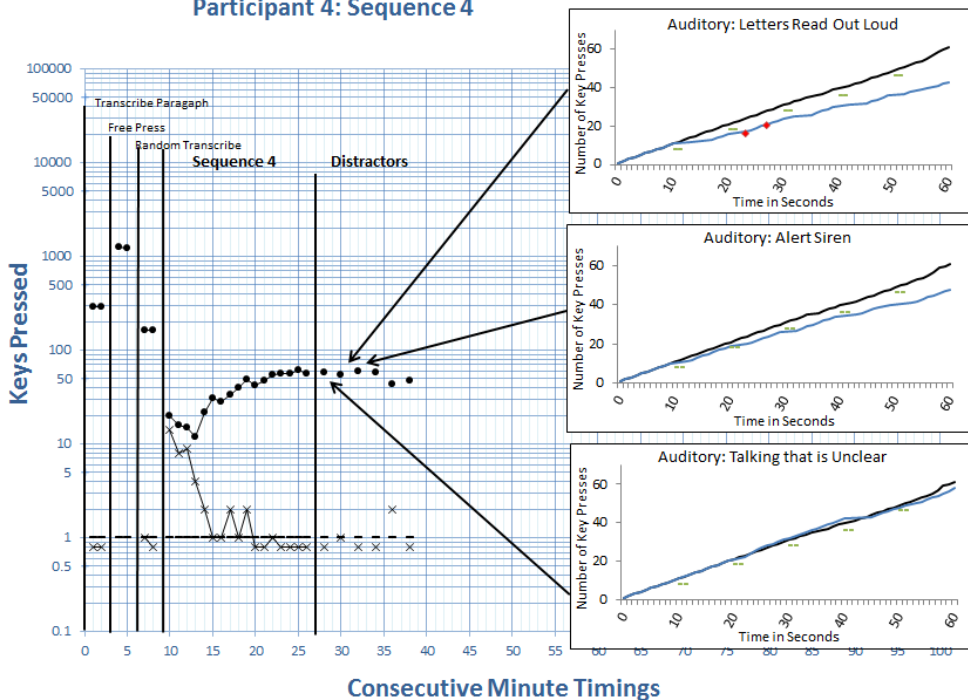 Participant 4: Sequence 4
Keys Pressed
100000
50000
10000
5000
1000
500
100
50
10
5
1
0.5
0.1
Transcribe Paragaph
Free Press
Random Transcribe
Sequence 4
Distractors
0 5 10 15 20 25 30 35 40 45 50 55 60 65 70 75 80 85 90 95 100
Consecutive Minute Timings
Auditory: Letters Read Out Loud
Number of Key Presses
60
40
20
0
0 10 20 30 40 50 60
Time in Seconds
Auditory: Alert Siren
Number of Key Presses
60
40
20
0
0 10 20 30 40 50 60
Time in Seconds
Auditory: Talking that is Unclear
Number of Key Presses
60
40
20
0
0 10 20 30 40 50 60
Time in Seconds